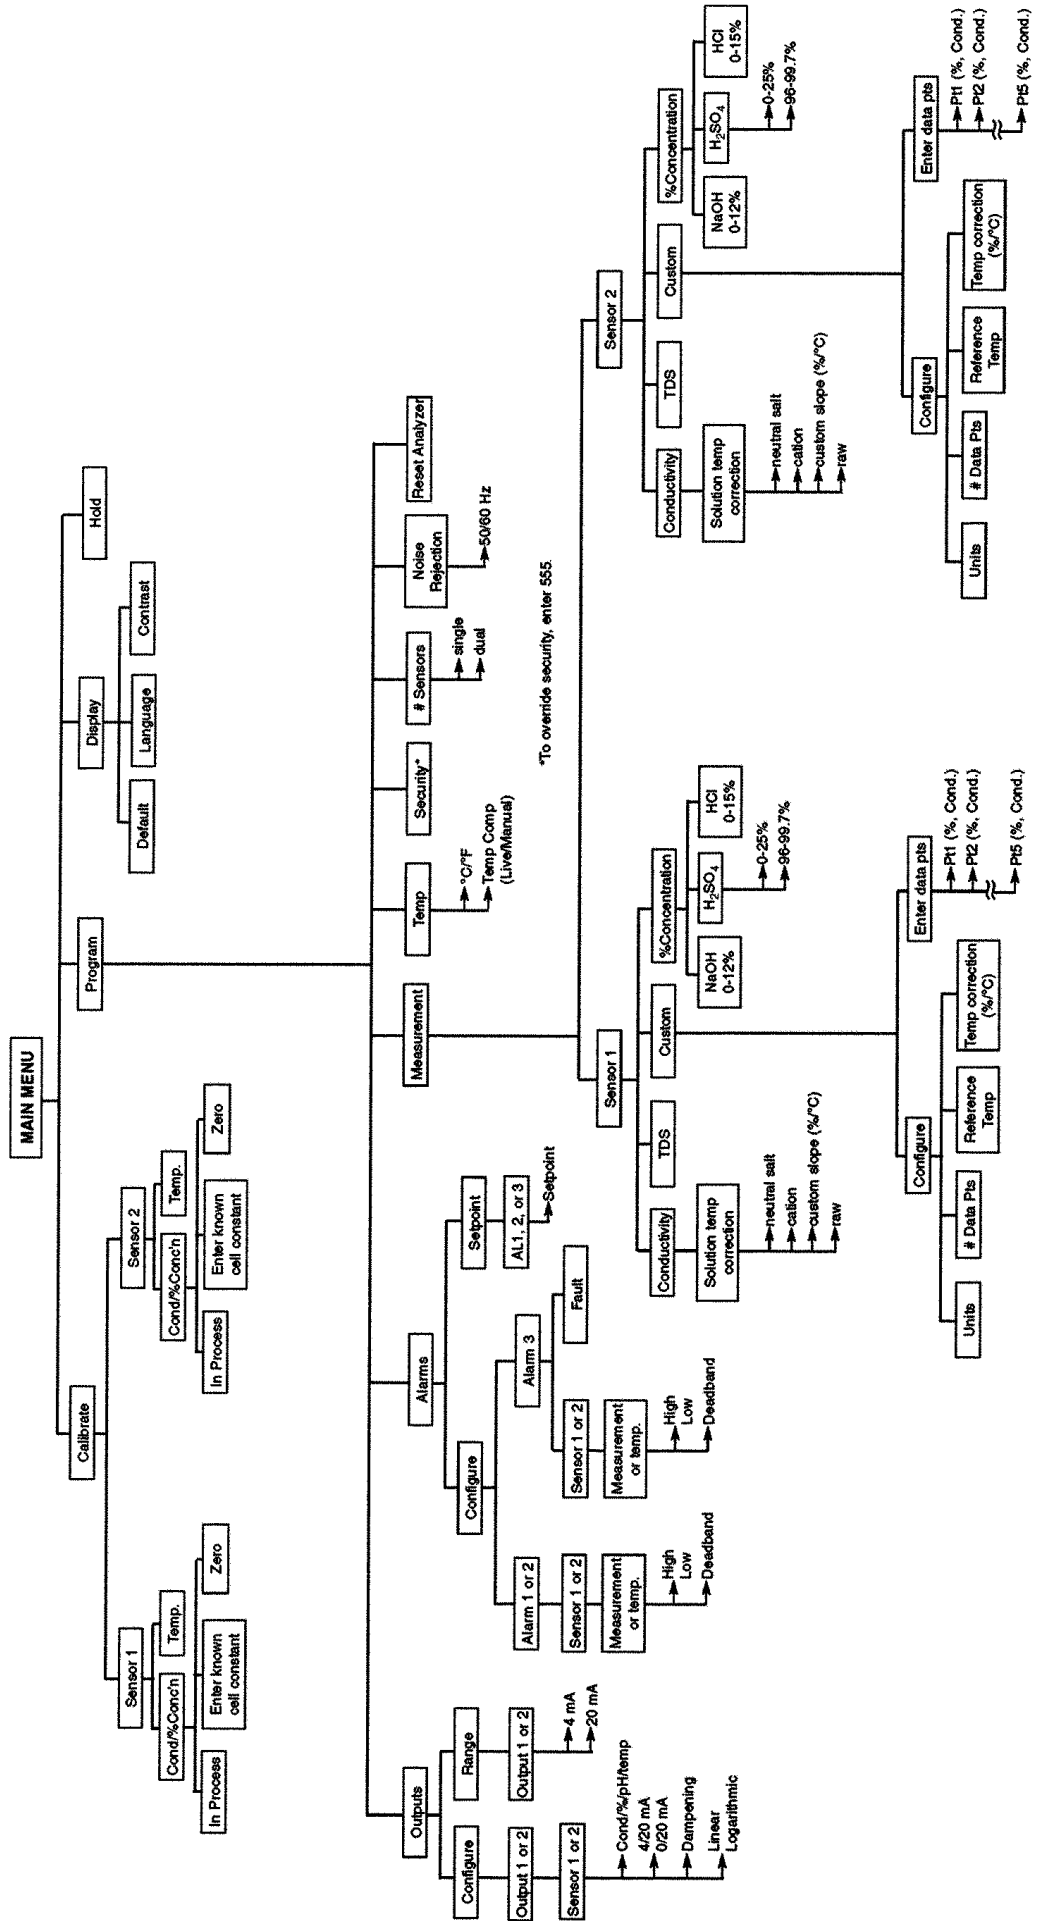 MAIN MENU
Calibrate
Program
Display
Hold
Sensor 1
Sensor 2
Cond/%Conc'n
Temp.
In Process
Enter known
cell constant
Zero
Cond/%Conc'n
Temp.
In Process
Enter known
cell constant
Zero
Default
Language
Contrast
Outputs
Alarms
Measurement
Temp
Security*
# Sensors
Noise
Rejection
Reset Analyzer
Configure
Range
Output 1 or 2
Output 1 or 2
Sensor 1 or 2
4 mA
20 mA
Cond/%/pH/temp
4/20 mA
0/20 mA
Dampening
Linear
Logarithmic
Configure
Setpoint
Alarm 1 or 2
Alarm 3
AL1, 2, or 3
Setpoint
Sensor 1 or 2
Sensor 1 or 2
Fault
Measurement
or temp.
Measurement
or temp.
High
Low
Deadband
High
Low
Deadband
°C/°F
Temp Comp
(Live/Manual)
single
dual
50/60 Hz
*To override security, enter 555.
Sensor 1
Sensor 2
Conductivity
TDS
Custom
%Concentration
Solution temp
correction
neutral salt
cation
custom slope (%/°C)
raw
NaOH
0-12%
H₂SO₄
HCl
0-15%
0-25%
96-99.7%
Configure
Enter data pts
Units
# Data Pts
Reference
Temp
Temp correction
(%/°C)
Pt1 (%, Cond.)
Pt2 (%, Cond.)
Pt5 (%, Cond.)
Conductivity
TDS
Custom
%Concentration
Solution temp
correction
neutral salt
cation
custom slope (%/°C)
raw
NaOH
0-12%
H₂SO₄
HCl
0-15%
0-25%
96-99.7%
Configure
Enter data pts
Units
# Data Pts
Reference
Temp
Temp correction
(%/°C)
Pt1 (%, Cond.)
Pt2 (%, Cond.)
Pt5 (%, Cond.)